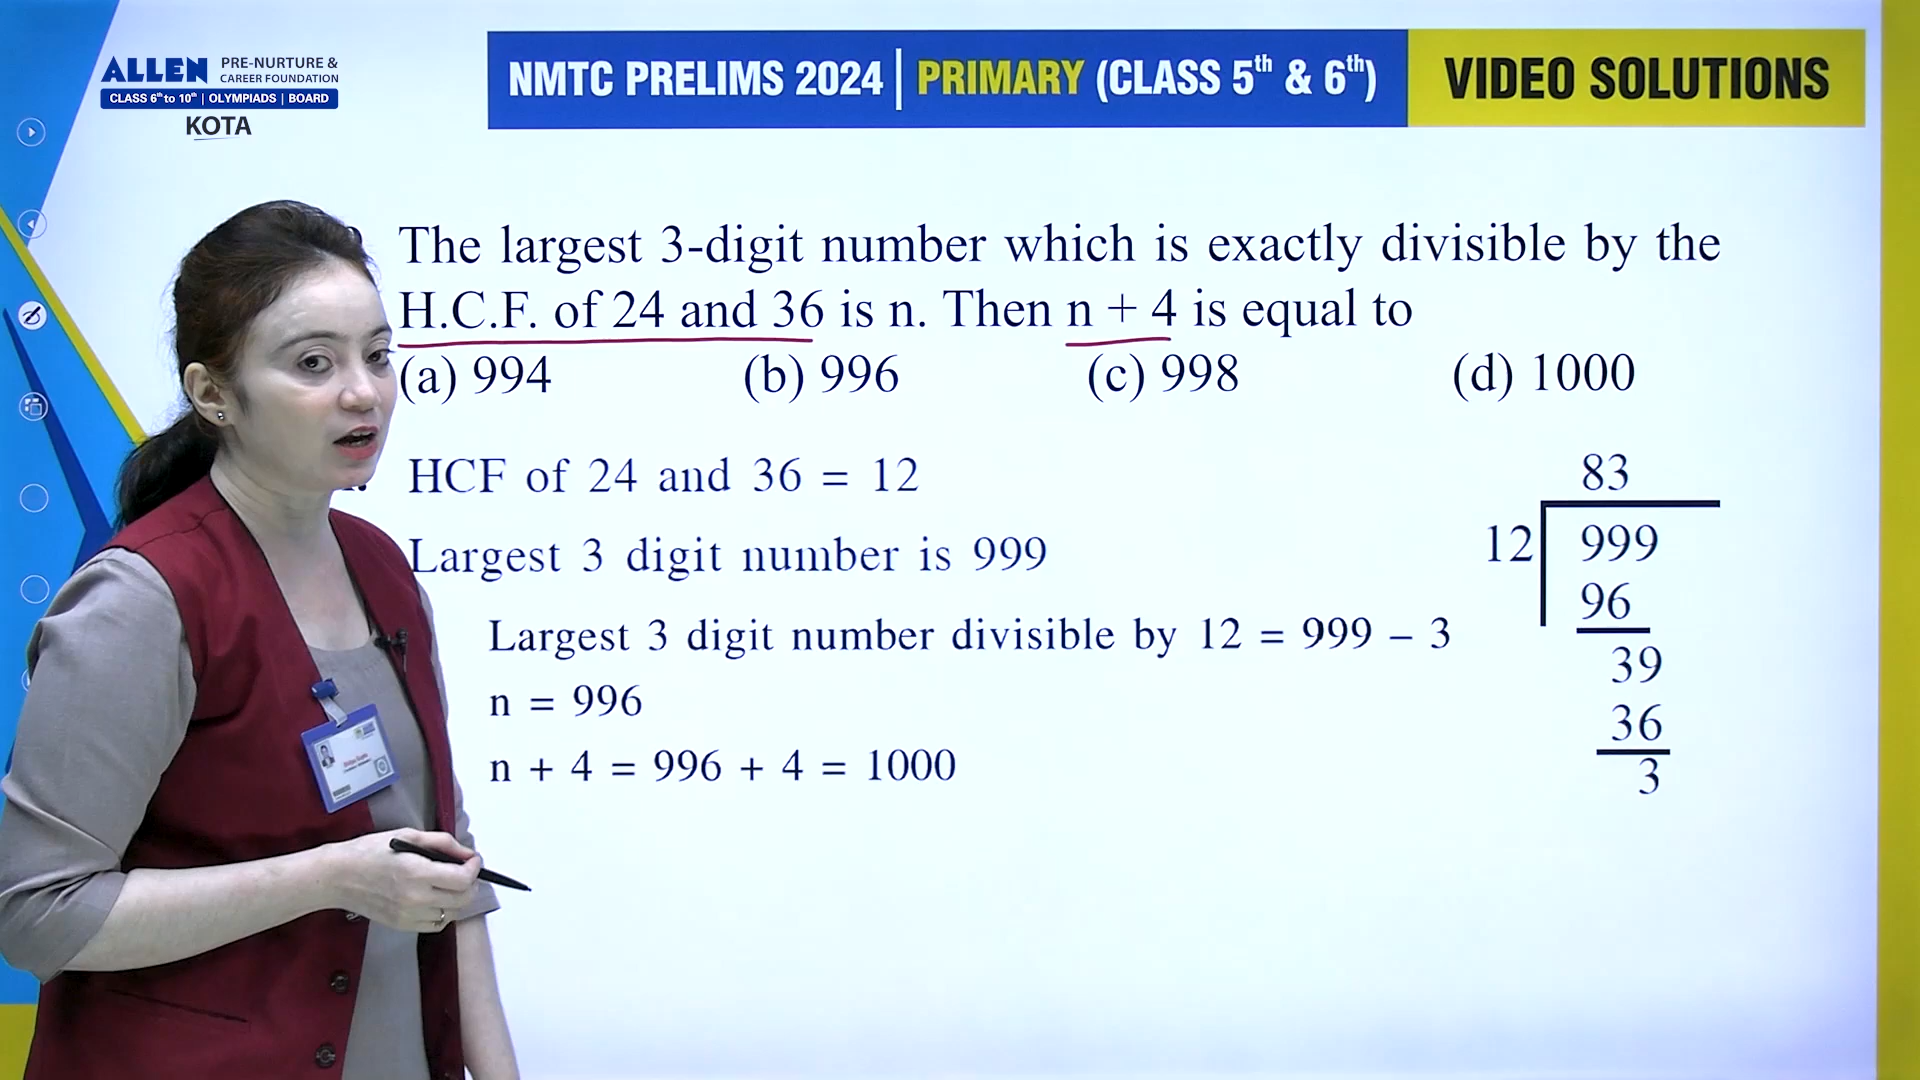 ALLEN
PRE-NURTURE &
CAREER FOUNDATION
CLASS 6th to 10th | OLYMPIADS | BOARD
KOTA
NMTC PRELIMS 2024 | PRIMARY (CLASS 5th & 6th)
VIDEO SOLUTIONS
The largest 3-digit number which is exactly divisible by the
H.C.F. of 24 and 36 is n. Then n + 4 is equal to
(a) 994 (b) 996 (c) 998 (d) 1000
HCF of 24 and 36 = 12
Largest 3 digit number is 999
Largest 3 digit number divisible by 12 = 999 – 3
n = 996
n + 4 = 996 + 4 = 1000
83
12 999
96
39
36
3